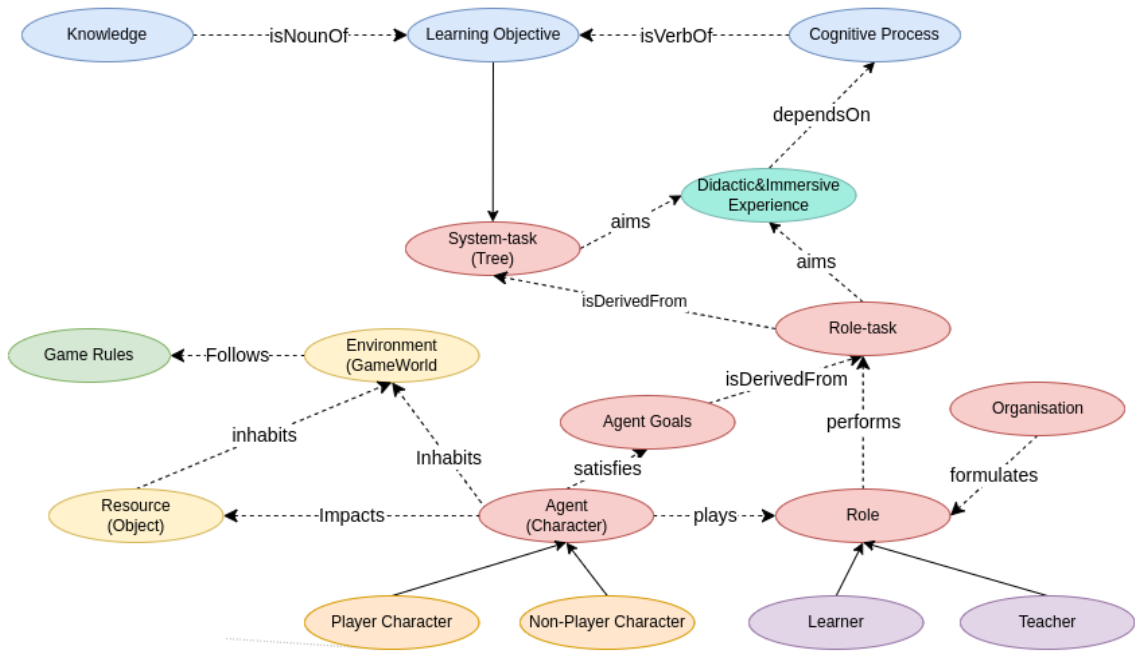 Knowledge
isNounOf
Learning Objective
isVerbOf
Cognitive Process
dependsOn
Didactic&Immersive
Experience
aims
System-task
(Tree)
aims
isDerivedFrom
Role-task
Game Rules
Follows
Environment
(GameWorld
isDerivedFrom
Agent Goals
Organisation
performs
inhabits
Inhabits
satisfies
formulates
Resource
(Object)
Impacts
Agent
(Character)
plays
Role
Player Character
Non-Player Character
Learner
Teacher